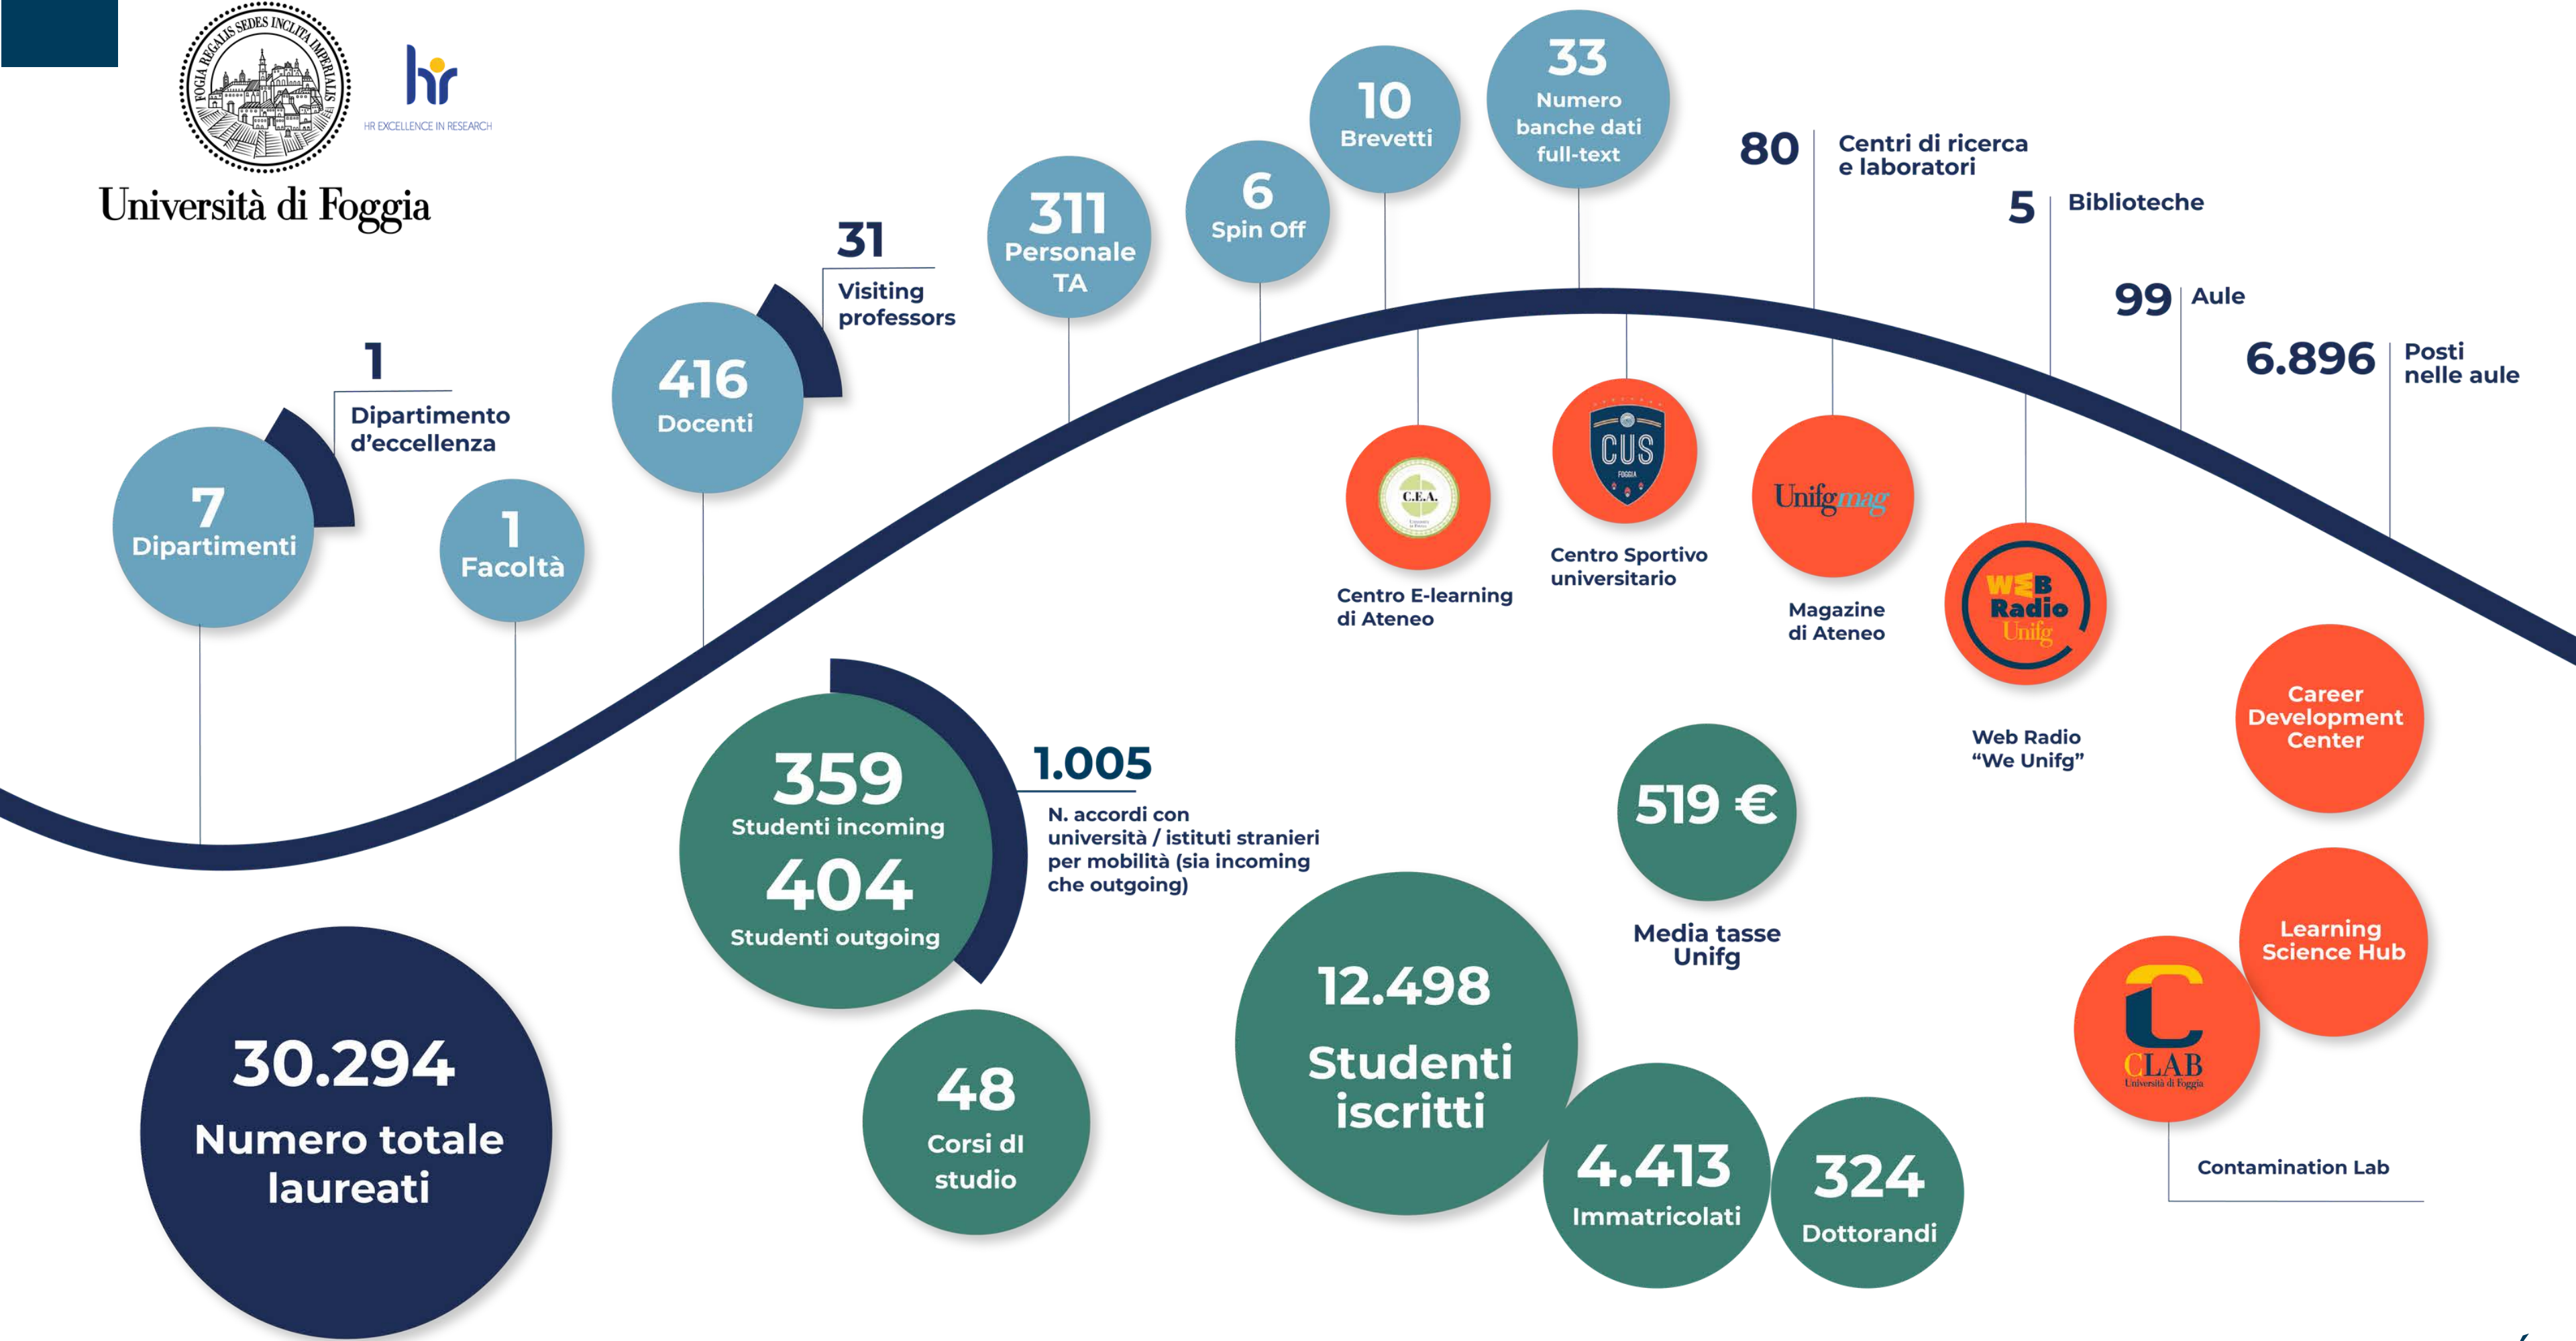 FOGIA REGALIS SEDES INCLITA IMPERIALIS
hr
HR EXCELLENCE IN RESEARCH
Università di Foggia
7
Dipartimenti
1
Dipartimento
d’eccellenza
1
Facoltà
416
Docenti
31
Visiting
professors
311
Personale
TA
6
Spin Off
10
Brevetti
33
Numero
banche dati
full-text
80
Centri di ricerca
e laboratori
5
Biblioteche
99
Aule
6.896
Posti
nelle aule
C.E.A.
Università
di Foggia
Centro E-learning
di Ateneo
CUS
FOGGIA
Centro Sportivo
universitario
Unifgmag
Magazine
di Ateneo
WEB
Radio
Unifg
Web Radio
“We Unifg”
Career
Development
Center
Learning
Science Hub
CLAB
Università di Foggia
Contamination Lab
359
Studenti incoming
404
Studenti outgoing
1.005
N. accordi con
università / istituti stranieri
per mobilità (sia incoming
che outgoing)
519 €
Media tasse
Unifg
30.294
Numero totale
laureati
48
Corsi dI
studio
12.498
Studenti
iscritti
4.413
Immatricolati
324
Dottorandi